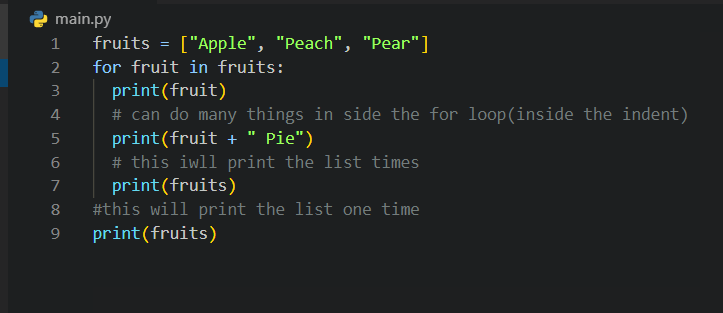 main.py
1 fruits = ["Apple", "Peach", "Pear"]
2 for fruit in fruits:
3   print(fruit)
4   # can do many things in side the for loop(inside the indent)
5   print(fruit + " Pie")
6   # this iwll print the list times
7   print(fruits)
8 #this will print the list one time
9 print(fruits)